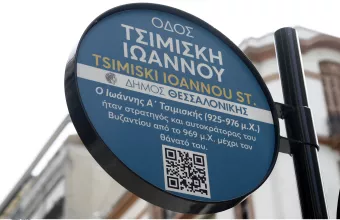 ΟΔΟΣ
ΤΣΙΜΙΣΚΗ
ΙΩΑΝΝΟΥ
TSIMISKI IOANNOU ST.
ΔΗΜΟΣ ΘΕΣΣΑΛΟΝΙΚΗΣ
Ο Ιωάννης Α΄ Τσιμισκής (925-976 μ.Χ.)
ήταν στρατηγός και αυτοκράτορας του
Βυζαντίου από το 969 μ.Χ. μέχρι τον
θάνατό του.